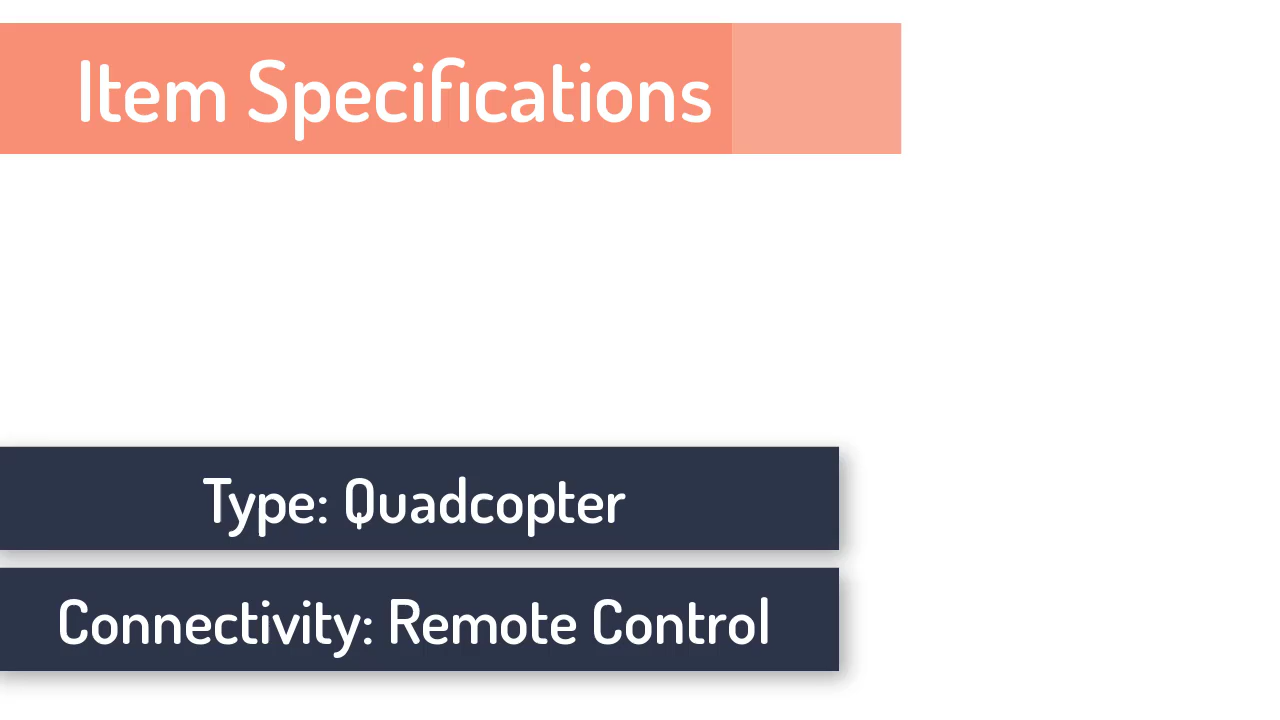 Item Specifications
Type: Quadcopter
Connectivity: Remote Control